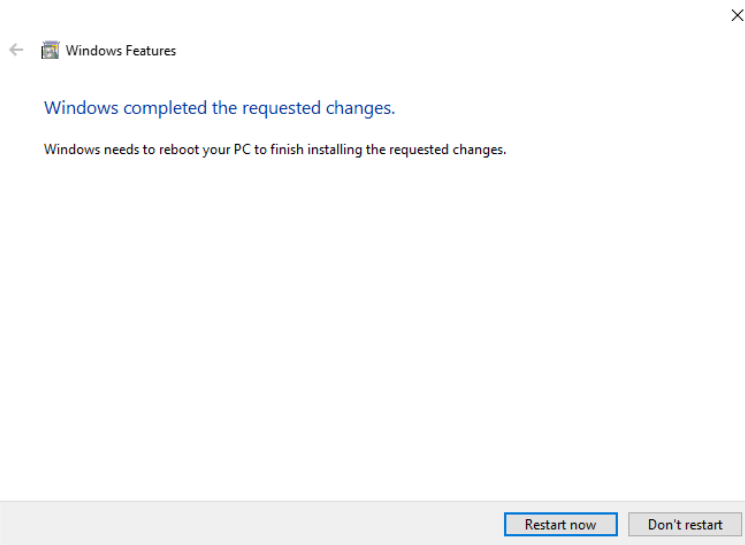 Windows Features
Windows completed the requested changes.
Windows needs to reboot your PC to finish installing the requested changes.
Restart now
Don't restart